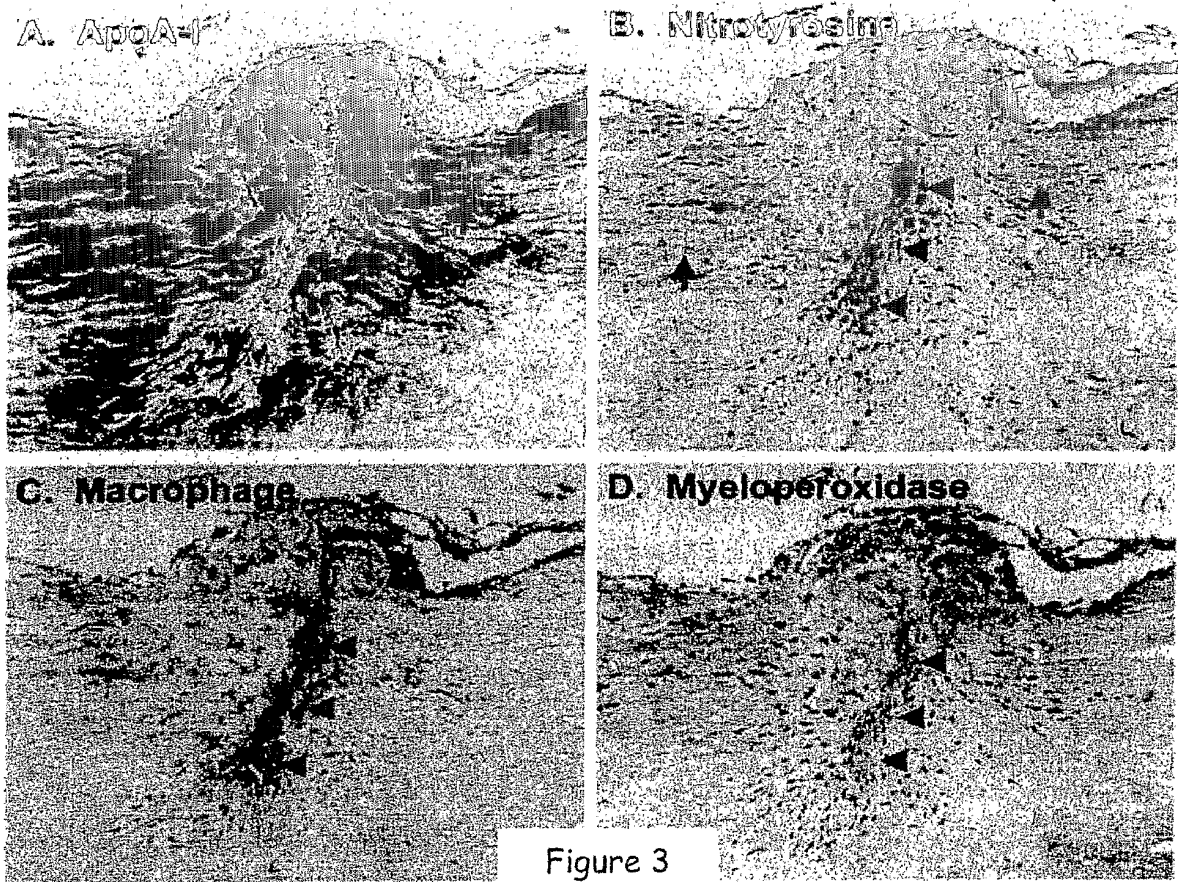 A. ApoA-I
B. Nitrotyrosine
C. Macrophage
D. Myeloperoxidase
Figure 3